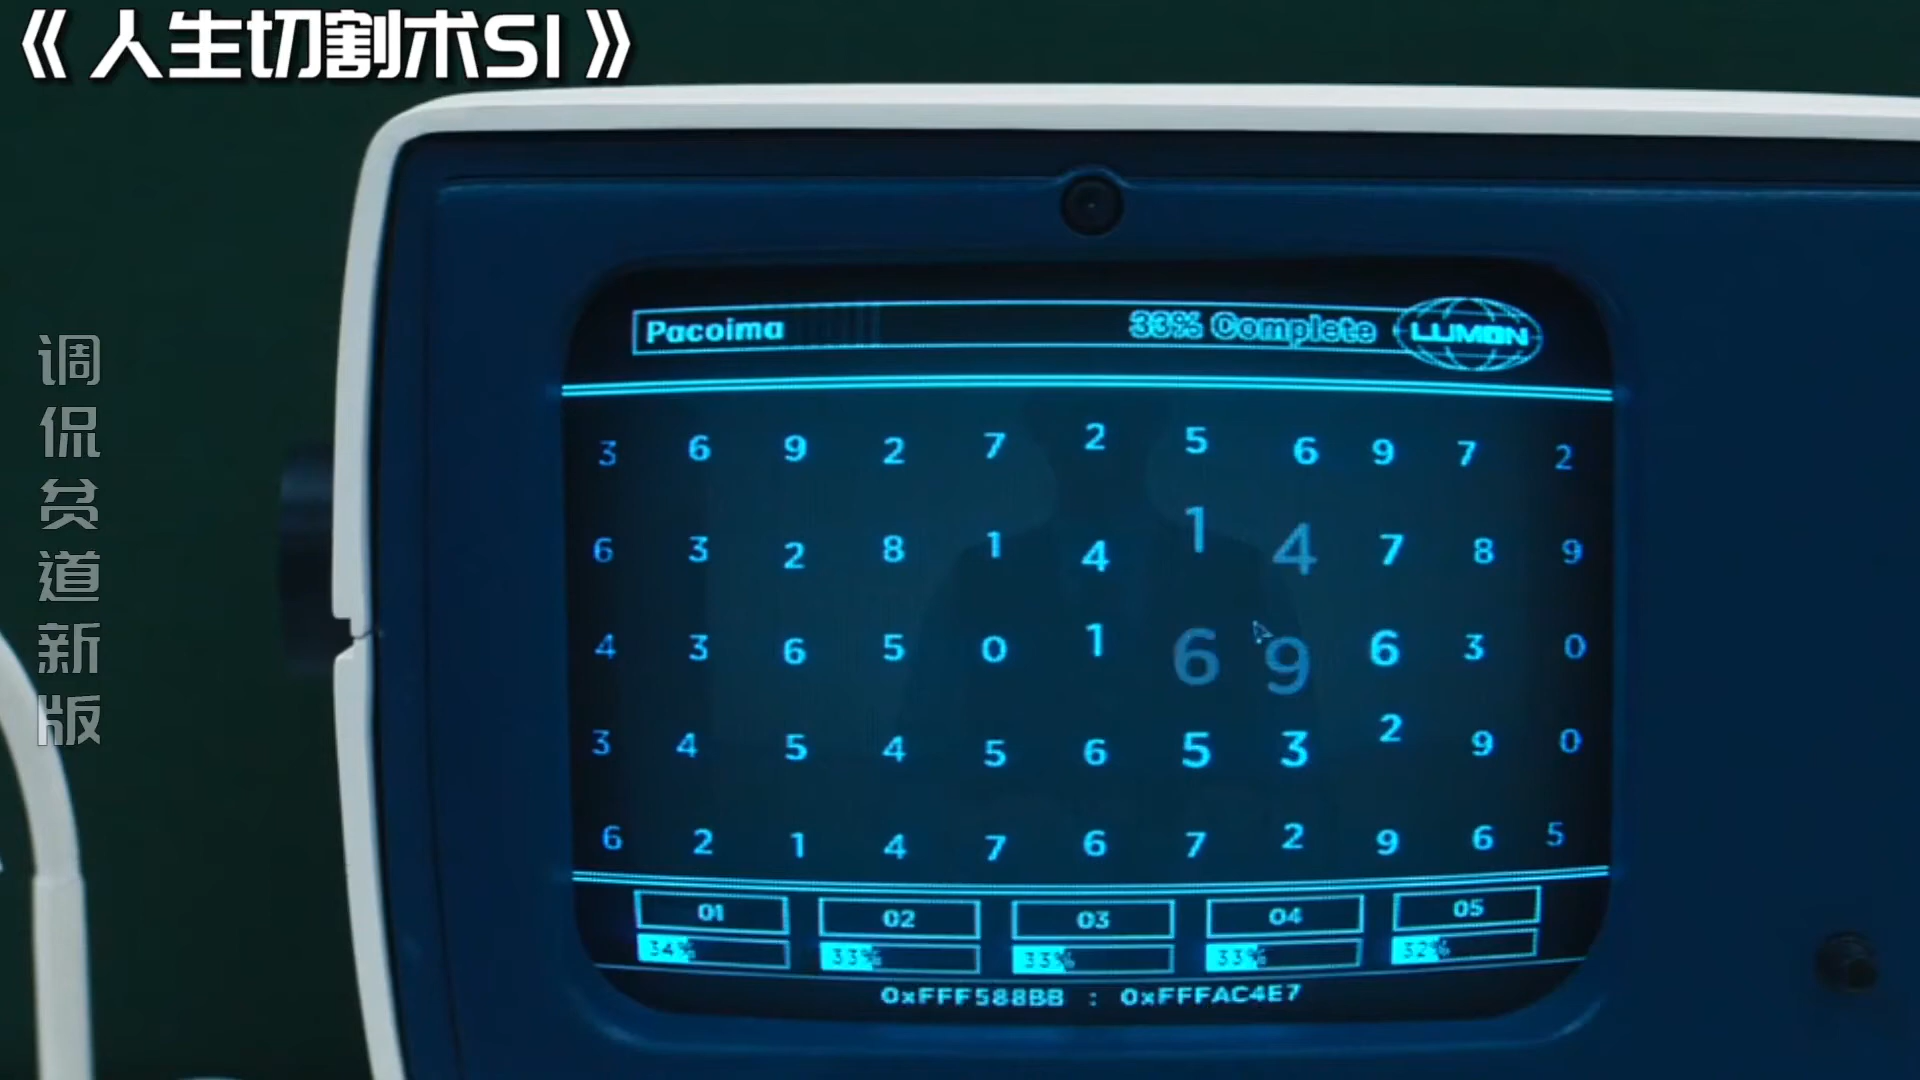 《人生切割术S1》
调侃贫道新版
Pacoima
33% Complete
LUMON
3 6 9 2 7 2 5 6 9 7 2
6 3 2 8 1 4 1 4 7 8 9
4 3 6 5 0 1 6 9 6 3 0
3 4 5 4 5 6 5 3 2 9 0
6 2 1 4 7 6 7 2 9 6 5
01 02 03 04 05
34% 33% 33% 33% 32%
0xFFF588BB : 0xFFFAC4E7